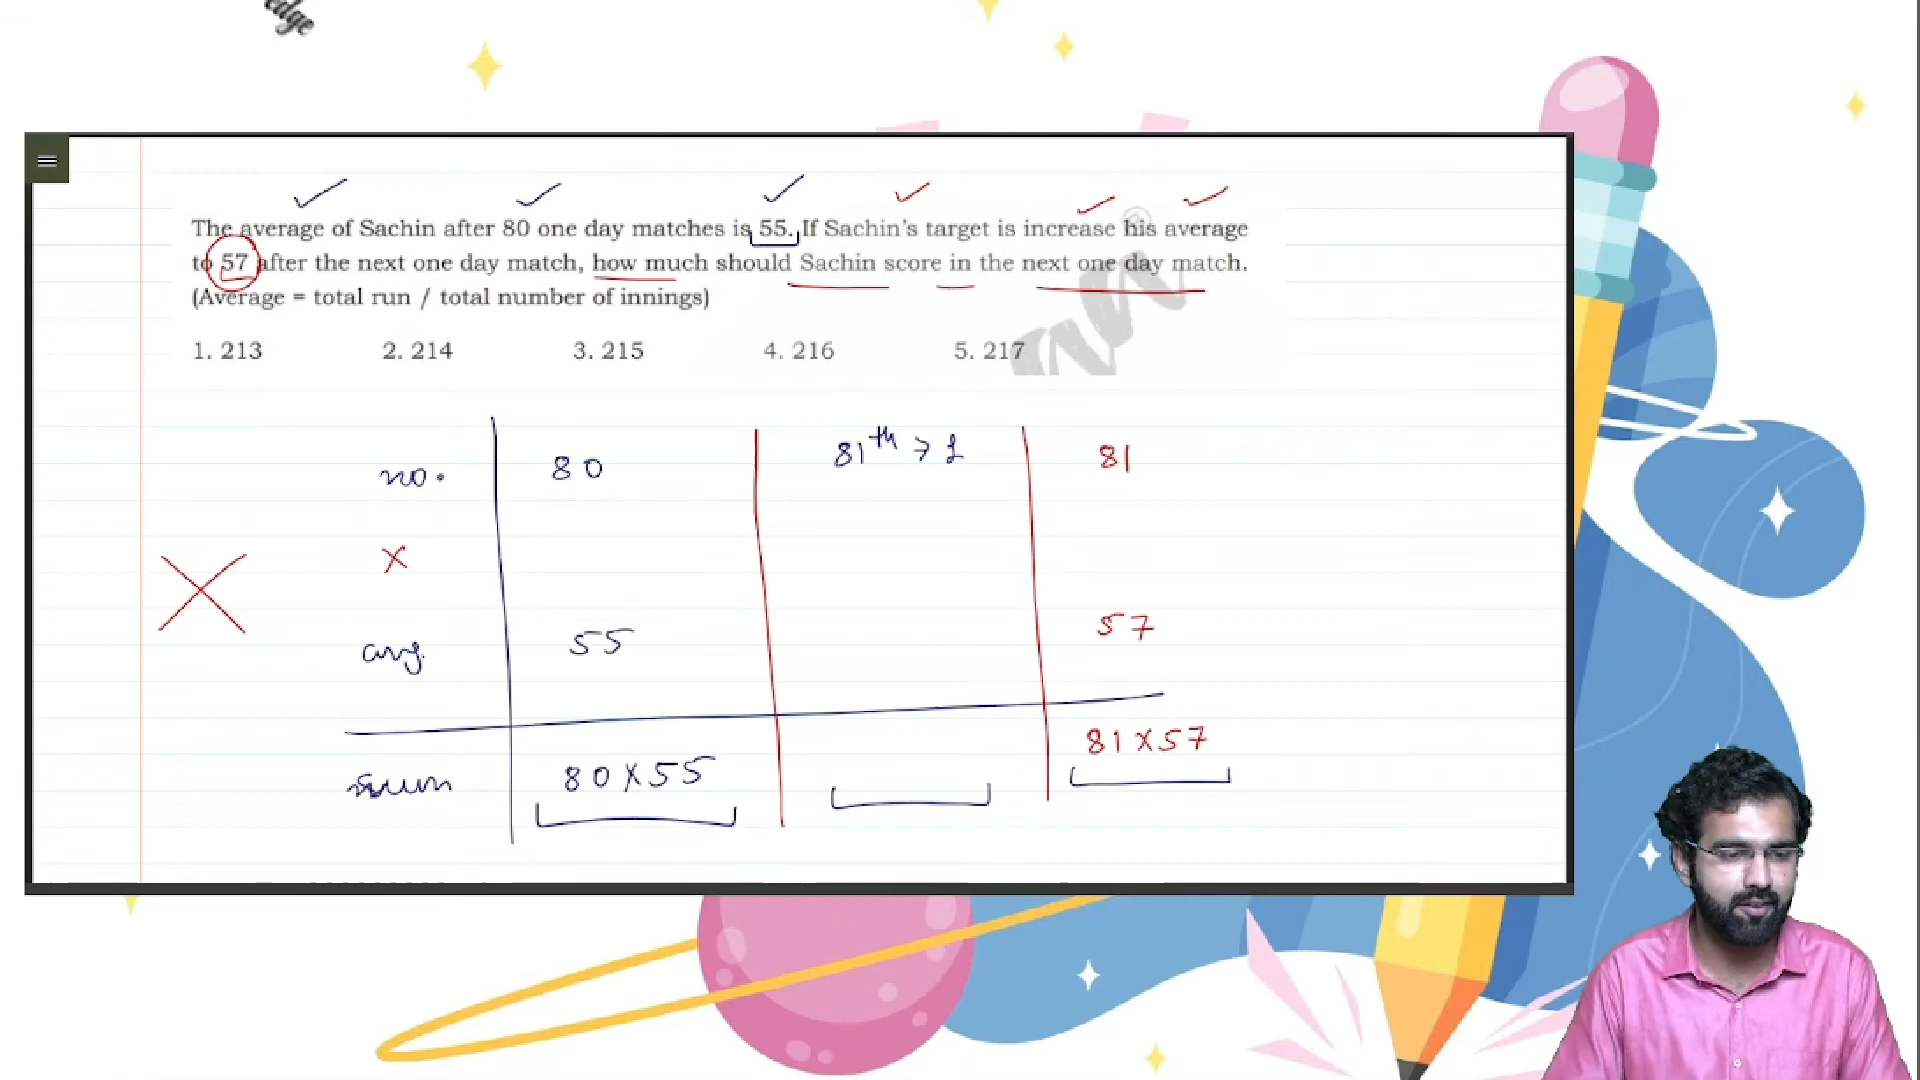 edge
The average of Sachin after 80 one day matches is 55. If Sachin's target is increase his average
to 57 after the next one day match, how much should Sachin score in the next one day match.
(Average = total run / total number of innings)
1. 213 2. 214 3. 215 4. 216 5. 217
no. 80 81th → 1 81
×
avg. 55 57
sum 80×55 81×57